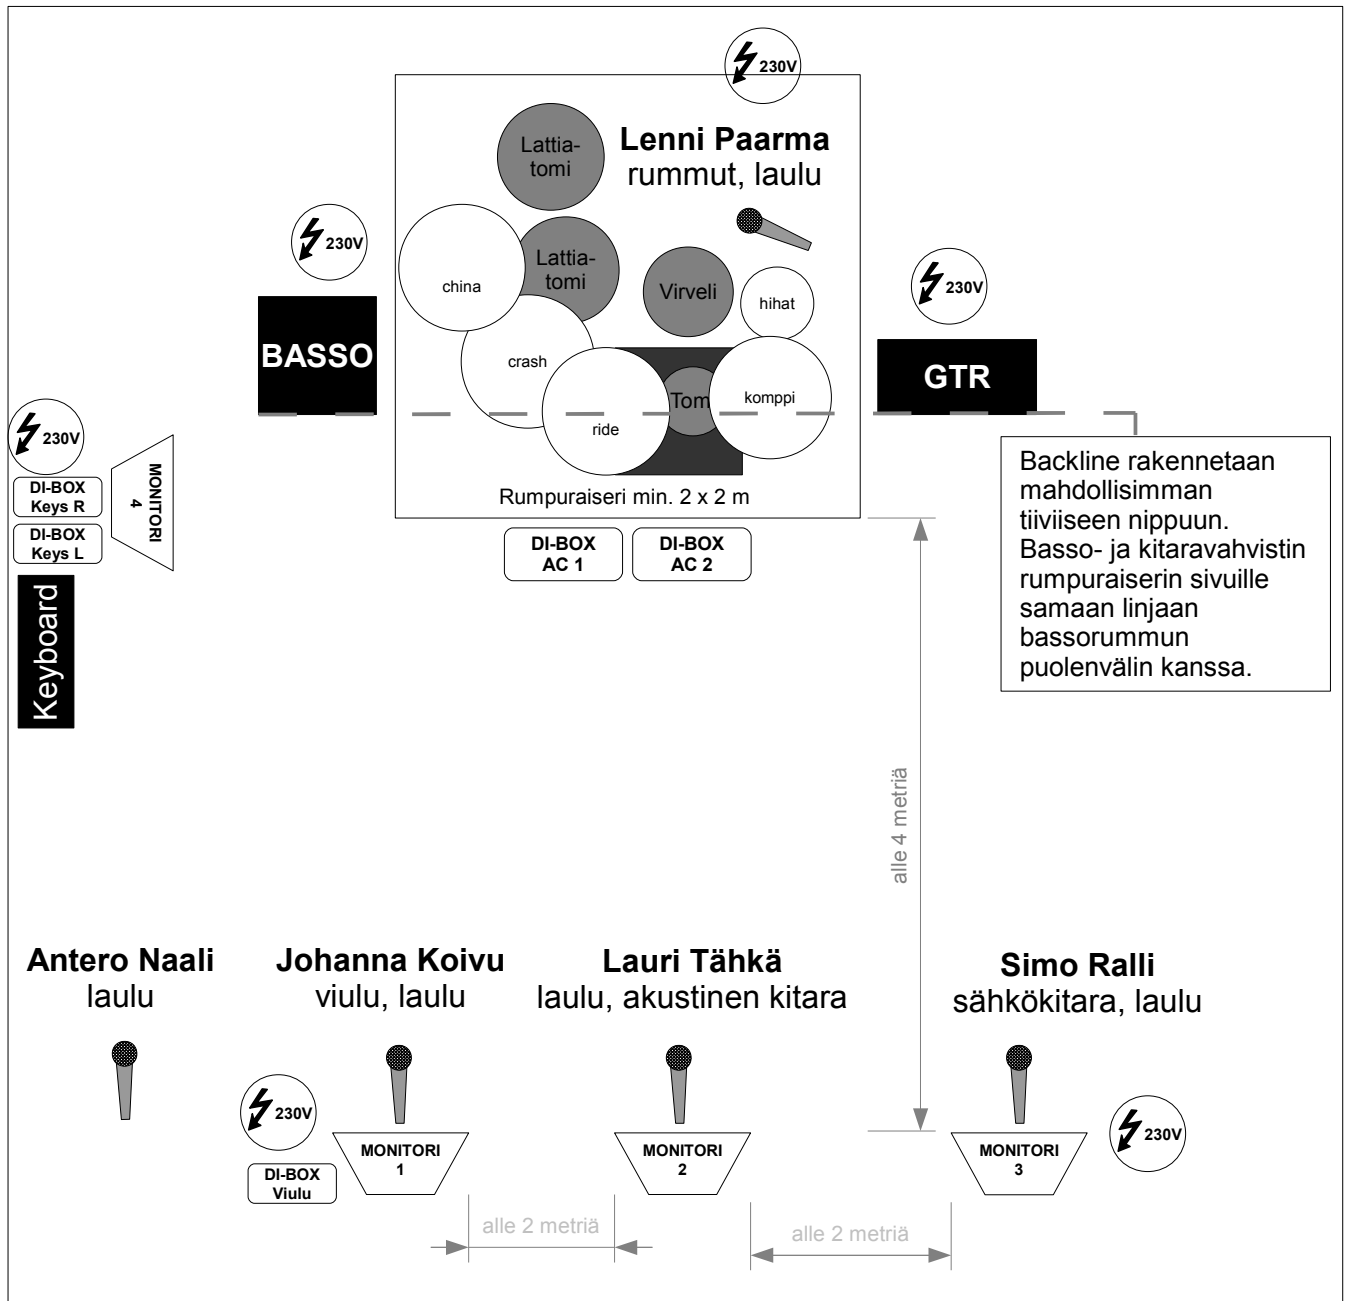 230V
Lenni Paarma
rummut, laulu
Lattia-
tomi
230V
china
Lattia-
tomi
Virveli
hihat
230V
BASSO
crash
ride
Tom
komppi
GTR
Rumpuraiseri min. 2 x 2 m
230V
DI-BOX
Keys R
DI-BOX
Keys L
MONITORI
4
Keyboard
DI-BOX
AC 1
DI-BOX
AC 2
Backline rakennetaan
mahdollisimman
tiiviiseen nippuun.
Basso- ja kitaravahvistin
rumpuraiserin sivuille
samaan linjaan
bassorummun
puolenvälin kanssa.
alle 4 metriä
Antero Naali
laulu
Johanna Koivu
viulu, laulu
Lauri Tähkä
laulu, akustinen kitara
Simo Ralli
sähkökitara, laulu
230V
DI-BOX
Viulu
MONITORI
1
MONITORI
2
MONITORI
3
230V
alle 2 metriä
alle 2 metriä